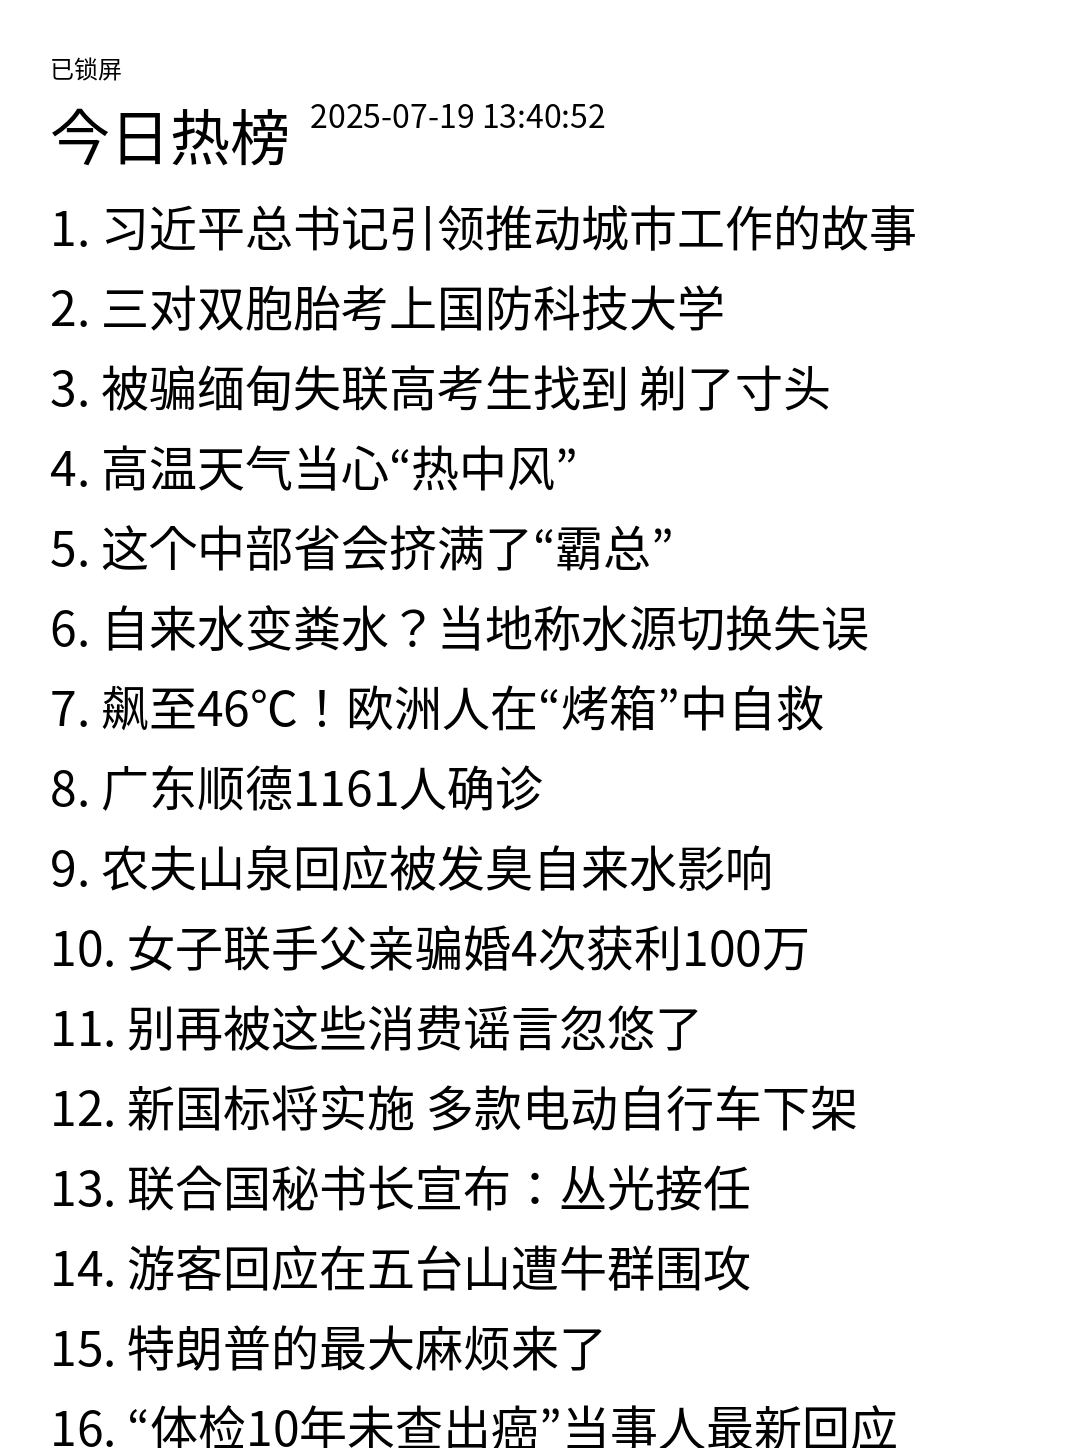 已锁屏
今日热榜 2025-07-19 13:40:52
1. 习近平总书记引领推动城市工作的故事
2. 三对双胞胎考上国防科技大学
3. 被骗缅甸失联高考生找到 剃了寸头
4. 高温天气当心“热中风”
5. 这个中部省会挤满了“霸总”
6. 自来水变粪水？当地称水源切换失误
7. 飙至46℃！欧洲人在“烤箱”中自救
8. 广东顺德1161人确诊
9. 农夫山泉回应被发臭自来水影响
10. 女子联手父亲骗婚4次获利100万
11. 别再被这些消费谣言忽悠了
12. 新国标将实施 多款电动自行车下架
13. 联合国秘书长宣布：丛光接任
14. 游客回应在五台山遭牛群围攻
15. 特朗普的最大麻烦来了
16. “体检10年未查出癌”当事人最新回应